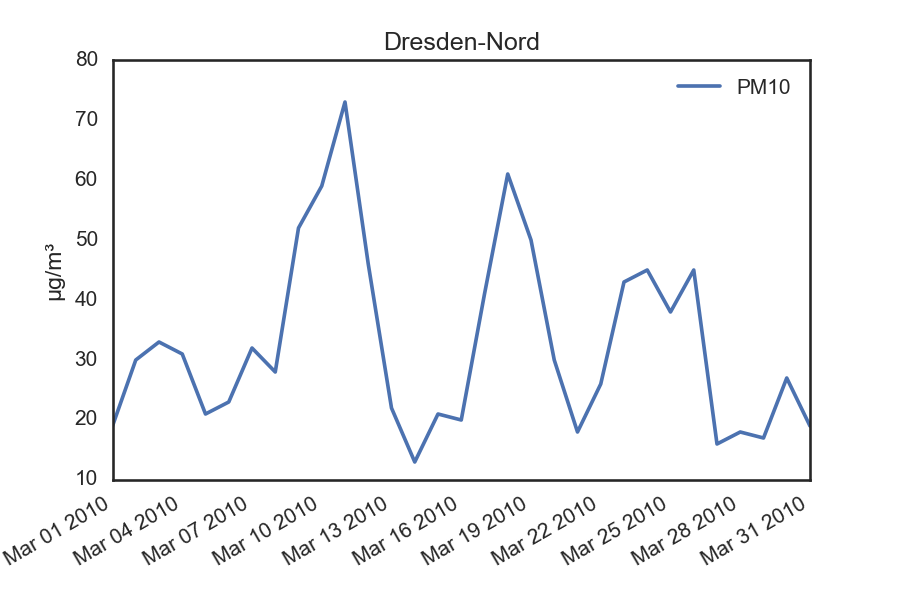 Dresden-Nord
PM10
µg/m³
80
70
60
50
40
30
20
10
Mar 01 2010
Mar 04 2010
Mar 07 2010
Mar 10 2010
Mar 13 2010
Mar 16 2010
Mar 19 2010
Mar 22 2010
Mar 25 2010
Mar 28 2010
Mar 31 2010